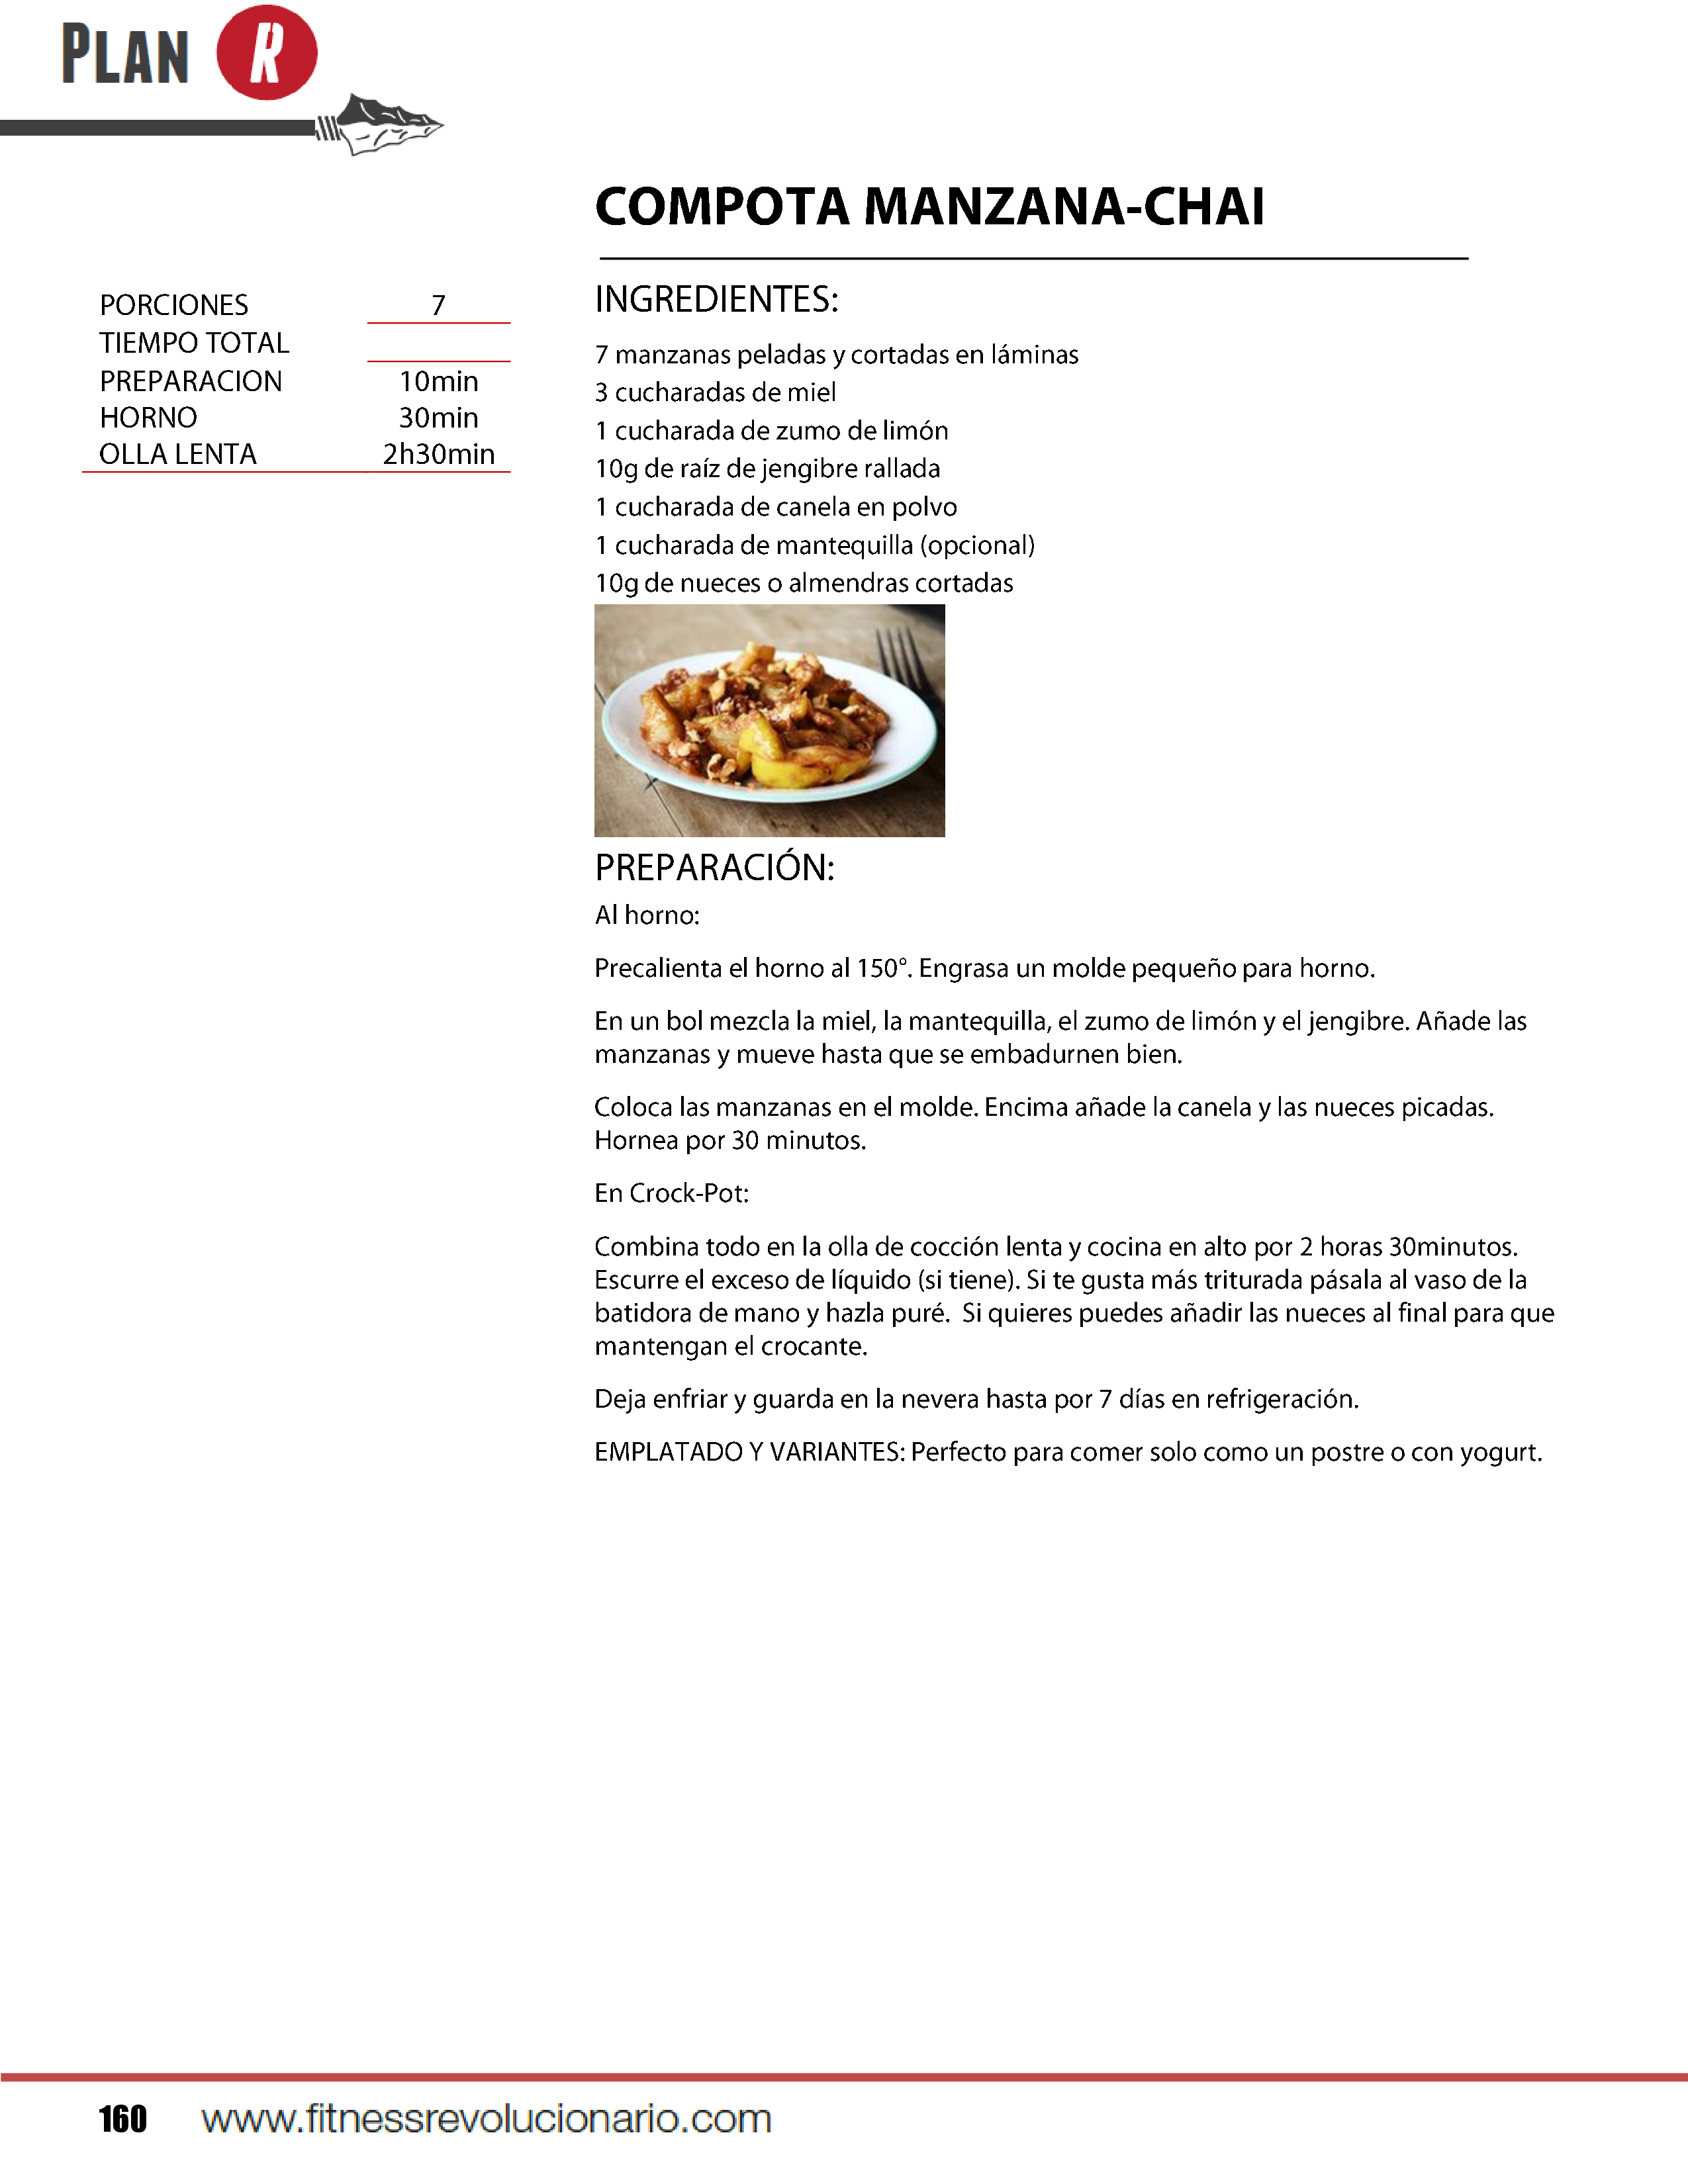 PLAN R
COMPOTA MANZANA-CHAI
PORCIONES 7
TIEMPO TOTAL
PREPARACION 10min
HORNO 30min
OLLA LENTA 2h30min
INGREDIENTES:
7 manzanas peladas y cortadas en láminas
3 cucharadas de miel
1 cucharada de zumo de limón
10g de raíz de jengibre rallada
1 cucharada de canela en polvo
1 cucharada de mantequilla (opcional)
10g de nueces o almendras cortadas
PREPARACIÓN:
Al horno:
Precalienta el horno al 150°. Engrasa un molde pequeño para horno.
En un bol mezcla la miel, la mantequilla, el zumo de limón y el jengibre. Añade las
manzanas y mueve hasta que se embadurnen bien.
Coloca las manzanas en el molde. Encima añade la canela y las nueces picadas.
Hornea por 30 minutos.
En Crock-Pot:
Combina todo en la olla de cocción lenta y cocina en alto por 2 horas 30minutos.
Escurre el exceso de líquido (si tiene). Si te gusta más triturada pásala al vaso de la
batidora de mano y hazla puré.  Si quieres puedes añadir las nueces al final para que
mantengan el crocante.
Deja enfriar y guarda en la nevera hasta por 7 días en refrigeración.
EMPLATADO Y VARIANTES: Perfecto para comer solo como un postre o con yogurt.
160 www.fitnessrevolucionario.com